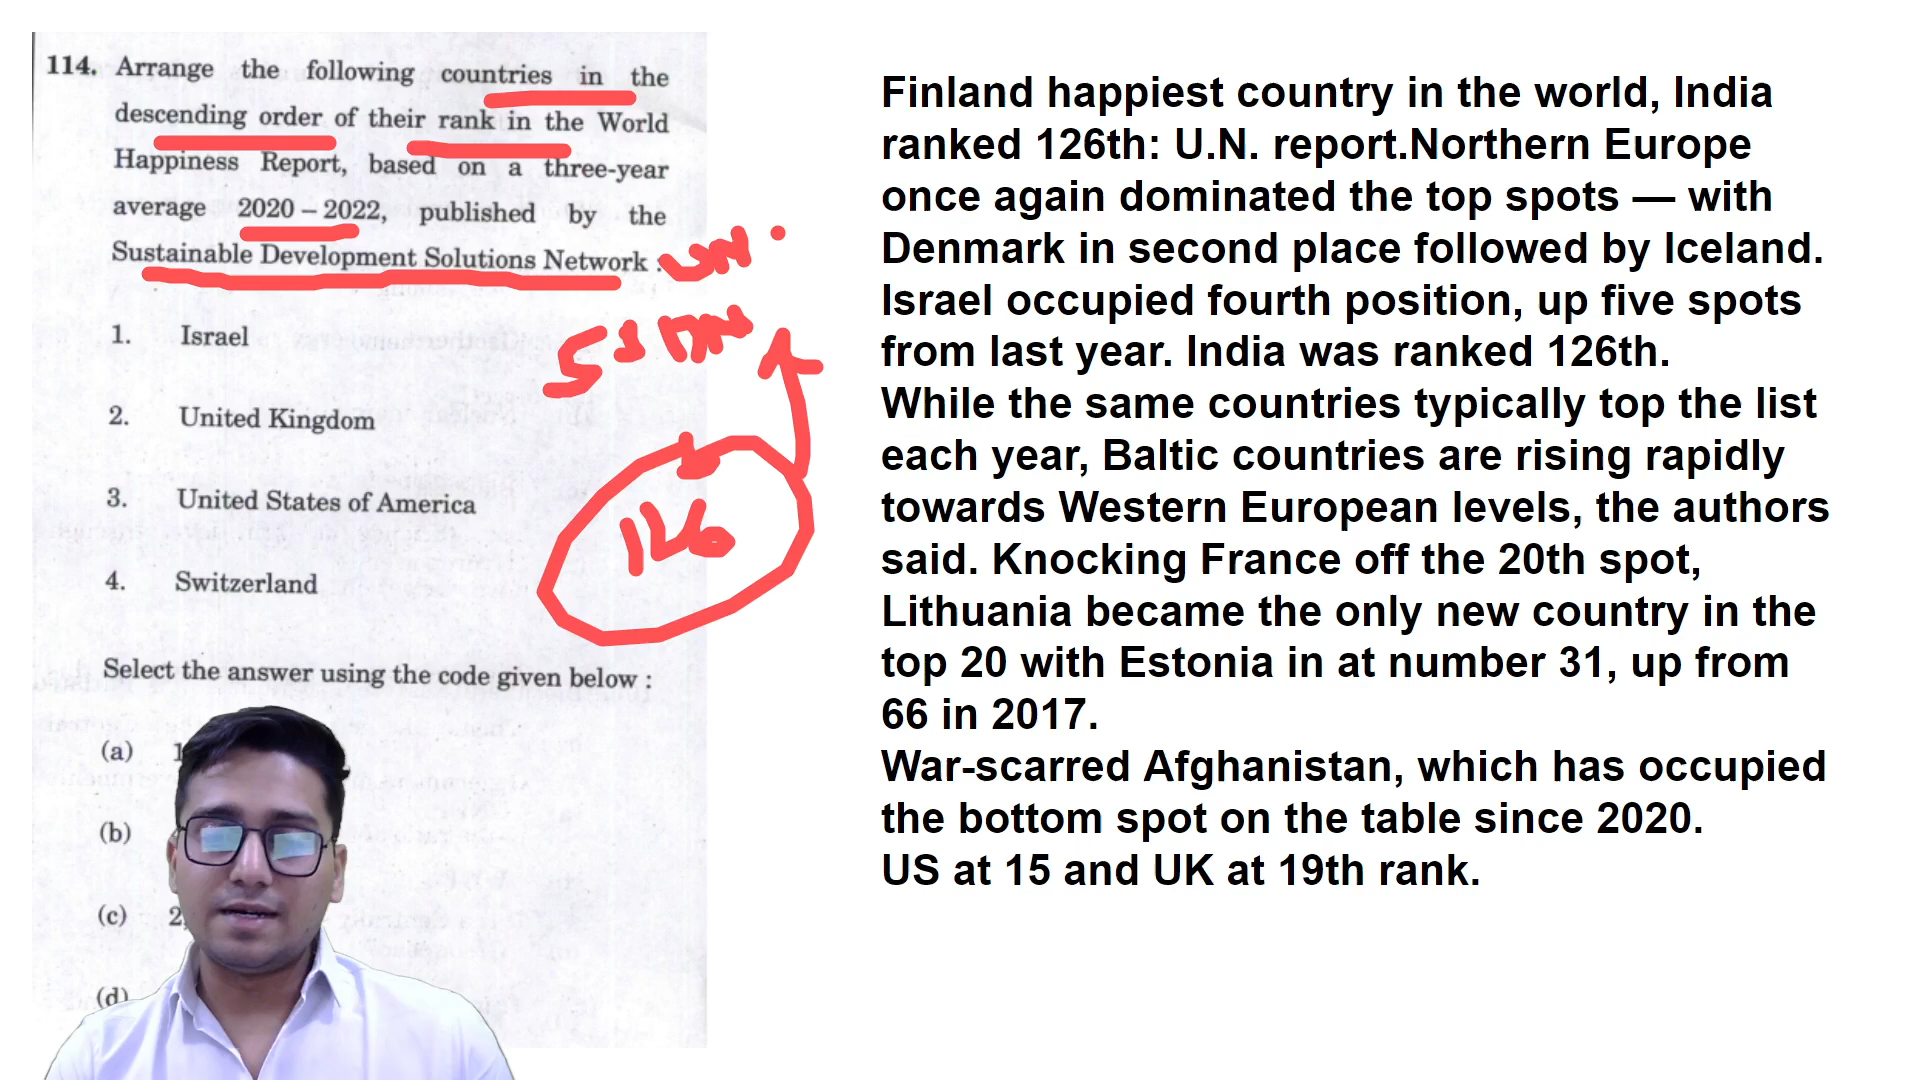 114. Arrange the following countries in the
descending order of their rank in the World
Happiness Report, based on a three-year
average 2020 – 2022, published by the
Sustainable Development Solutions Network :
1. Israel
2. United Kingdom
3. United States of America
4. Switzerland
126
Select the answer using the code given below :
(a) 1
(b)
(c) 2,
(d)
Finland happiest country in the world, India
ranked 126th: U.N. report.Northern Europe
once again dominated the top spots — with
Denmark in second place followed by Iceland.
Israel occupied fourth position, up five spots
from last year. India was ranked 126th.
While the same countries typically top the list
each year, Baltic countries are rising rapidly
towards Western European levels, the authors
said. Knocking France off the 20th spot,
Lithuania became the only new country in the
top 20 with Estonia in at number 31, up from
66 in 2017.
War-scarred Afghanistan, which has occupied
the bottom spot on the table since 2020.
US at 15 and UK at 19th rank.